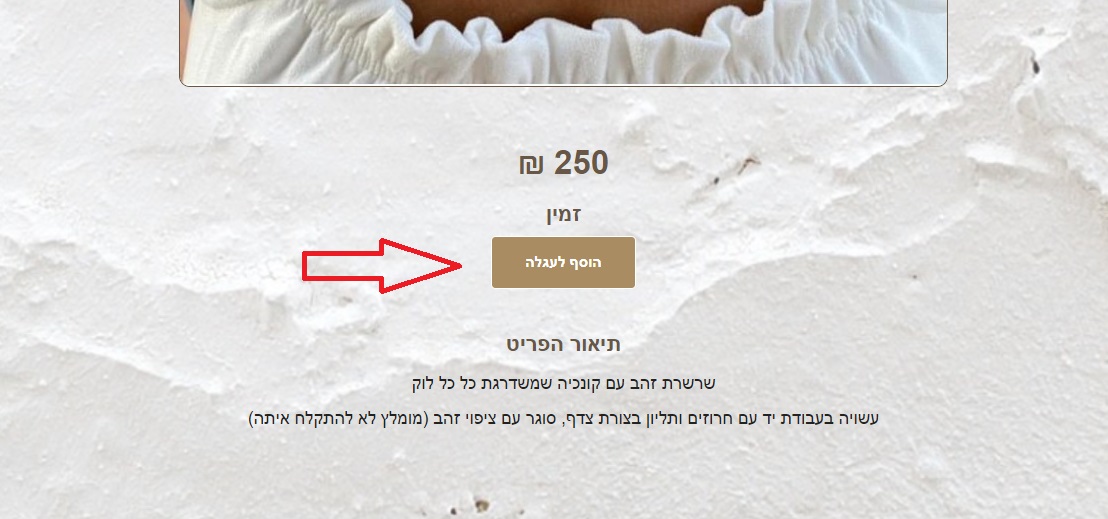 250 ₪
זמין
הוסף לעגלה
תיאור הפריט
שרשרת זהב עם קונכיה שמשדרגת כל כל לוק
עשויה בעבודת יד עם חרוזים ותליון בצורת צדף, סוגר עם ציפוי זהב (מומלץ לא להתקלח איתה)